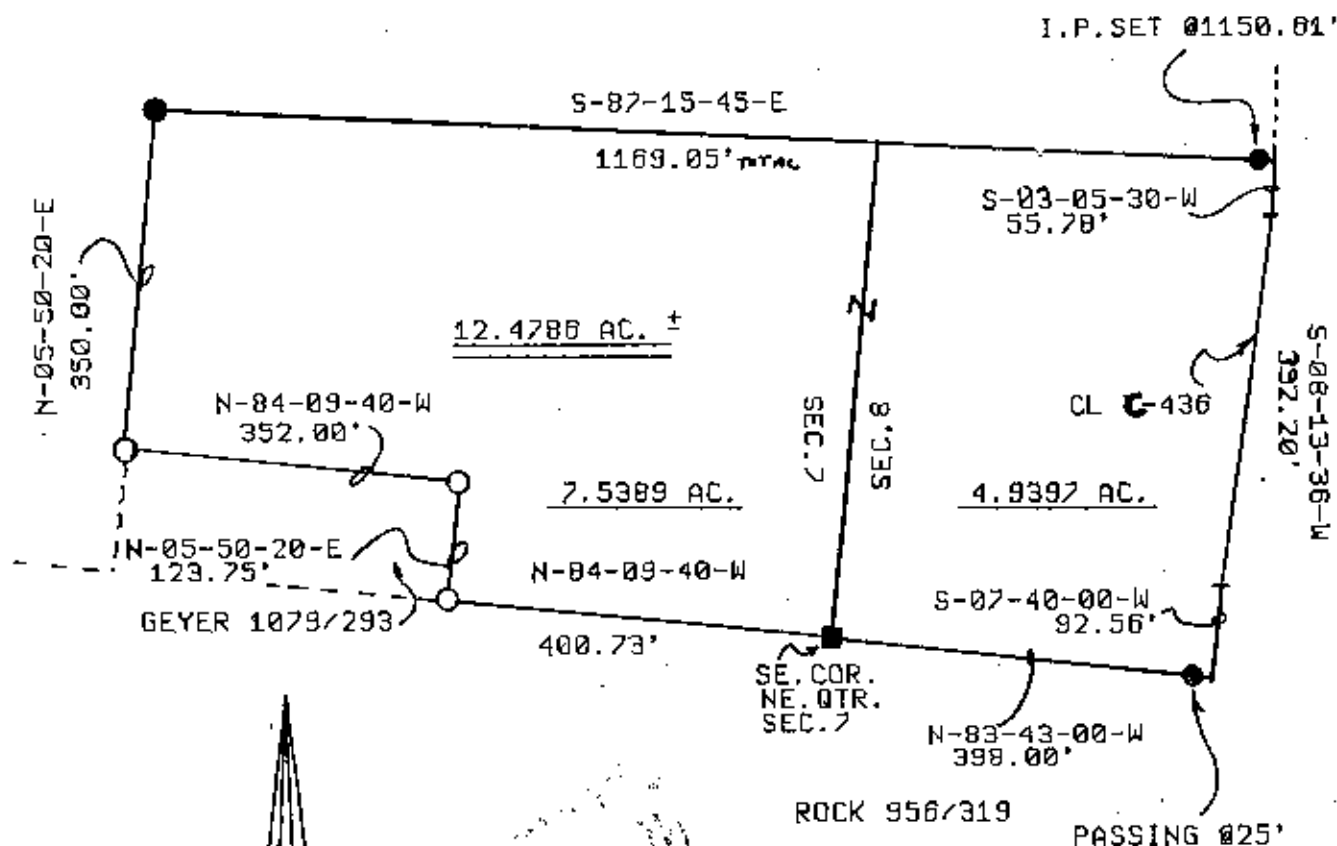 I.P.SET @1150.81'
S-87-15-45-E
1169.05' TOTAL
S-03-05-30-W
55.78'
N-05-50-20-E
350.00'
12.4786 AC. ±
N-84-09-40-W
352.00'
SEC.7
SEC.8
CL C-436
S-08-13-36-W
392.20'
7.5389 AC.
4.9397 AC.
N-05-50-20-E
123.75'
N-84-09-40-W
S-07-40-00-W
92.56'
GEYER 1079/293
400.73'
SE.COR.
NE.QTR.
SEC.7
N-83-43-00-W
398.00'
ROCK 956/319
PASSING @25'